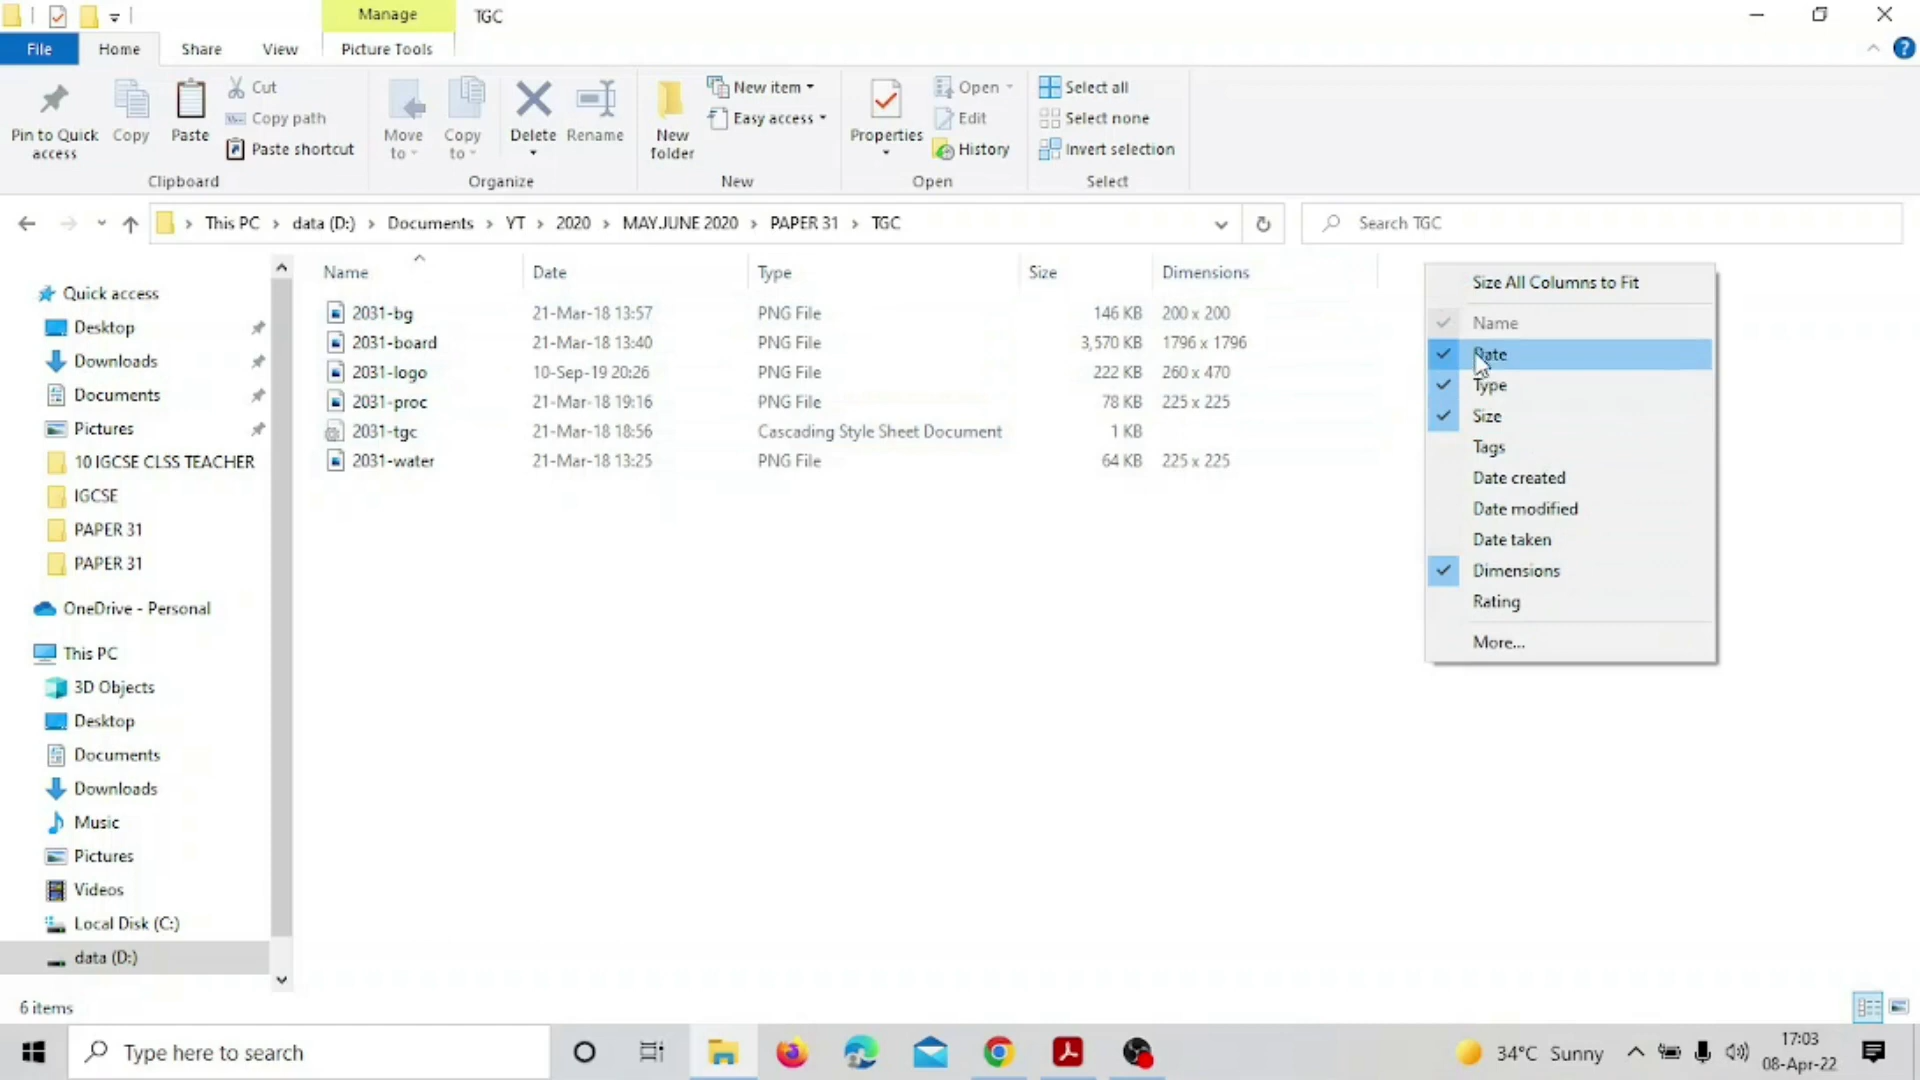 Manage
TGC
File
Home
Share
View
Picture Tools
Pin to Quick access
Copy
Paste
Cut
Copy path
Paste shortcut
Clipboard
Move to
Copy to
Delete
Rename
Organize
New folder
New item
Easy access
New
Properties
Open
Edit
History
Open
Select all
Select none
Invert selection
Select
This PC > data (D:) > Documents > YT > 2020 > MAY.JUNE 2020 > PAPER 31 > TGC
Search TGC
Name Date Type Size Dimensions
2031-bg 21-Mar-18 13:57 PNG File 146 KB 200 x 200
2031-board 21-Mar-18 13:40 PNG File 3,570 KB 1796 x 1796
2031-logo 10-Sep-19 20:26 PNG File 222 KB 260 x 470
2031-proc 21-Mar-18 19:16 PNG File 78 KB 225 x 225
2031-tgc 21-Mar-18 18:56 Cascading Style Sheet Document 1 KB
2031-water 21-Mar-18 13:25 PNG File 64 KB 225 x 225
Size All Columns to Fit
Name
Date
Type
Size
Tags
Date created
Date modified
Date taken
Dimensions
Rating
More...
Quick access
Desktop
Downloads
Documents
Pictures
10 IGCSE CLSS TEACHER
IGCSE
PAPER 31
PAPER 31
OneDrive - Personal
This PC
3D Objects
Desktop
Documents
Downloads
Music
Pictures
Videos
Local Disk (C:)
data (D:)
6 items
Type here to search
34°C Sunny
17:03
08-Apr-22